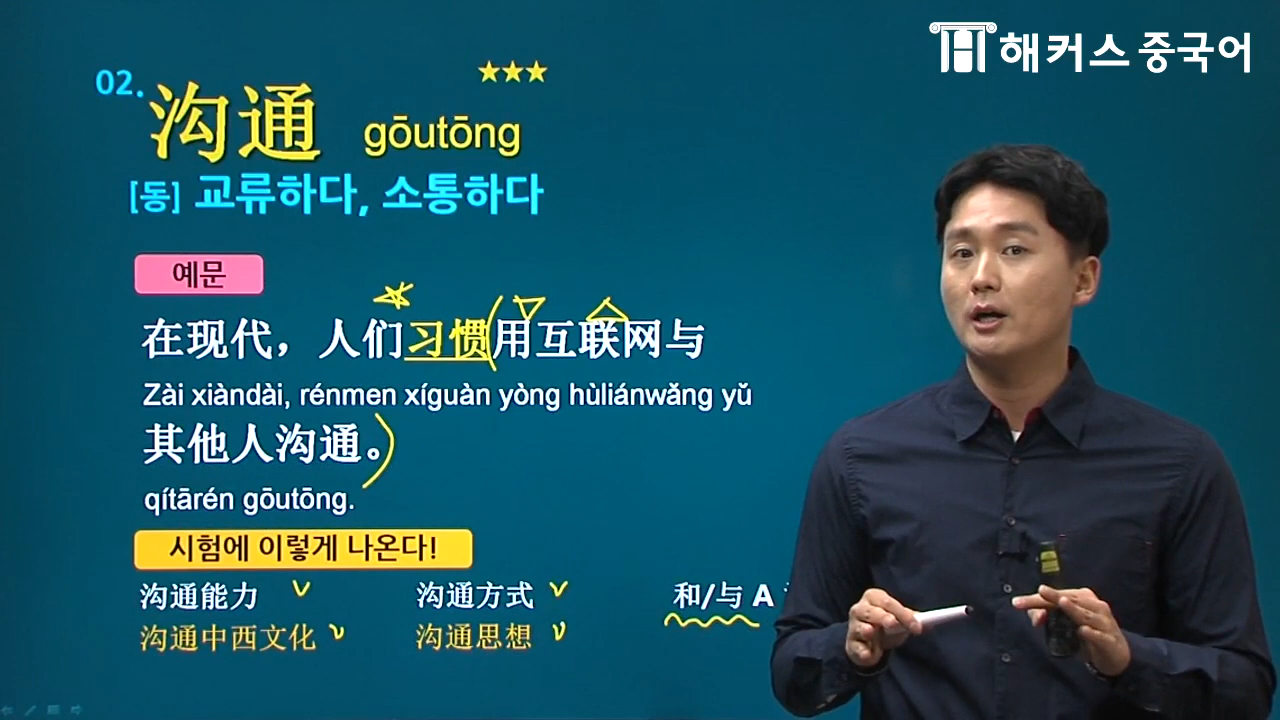 해커스 중국어
02. 沟通 gōutōng ★★★
[동] 교류하다, 소통하다
예문
在现代，人们习惯用互联网与
Zài xiàndài, rénmen xíguàn yòng hùliánwǎng yǔ
其他人沟通。
qítārén gōutōng.
시험에 이렇게 나온다!
沟通能力 沟通方式 和/与 A
沟通中西文化 沟通思想